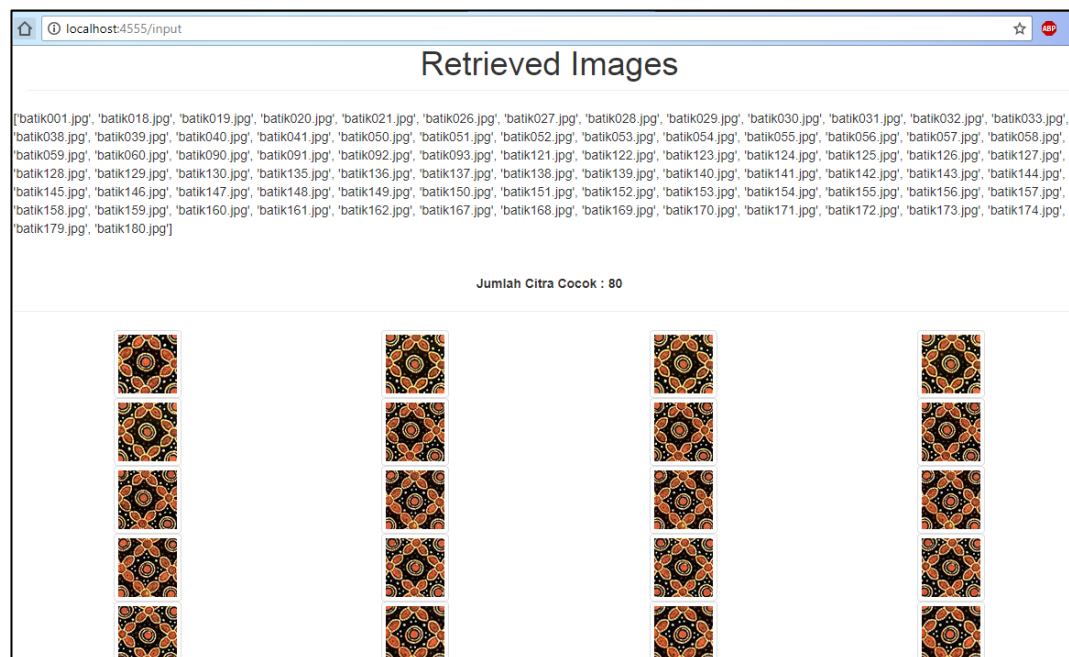 localhost:4555/input
ABP
Retrieved Images
['batik001.jpg', 'batik018.jpg', 'batik019.jpg', 'batik020.jpg', 'batik021.jpg', 'batik026.jpg', 'batik027.jpg', 'batik028.jpg', 'batik029.jpg', 'batik030.jpg', 'batik031.jpg', 'batik032.jpg', 'batik033.jpg',
'batik038.jpg', 'batik039.jpg', 'batik040.jpg', 'batik041.jpg', 'batik050.jpg', 'batik051.jpg', 'batik052.jpg', 'batik053.jpg', 'batik054.jpg', 'batik055.jpg', 'batik056.jpg', 'batik057.jpg', 'batik058.jpg',
'batik059.jpg', 'batik060.jpg', 'batik090.jpg', 'batik091.jpg', 'batik092.jpg', 'batik093.jpg', 'batik121.jpg', 'batik122.jpg', 'batik123.jpg', 'batik124.jpg', 'batik125.jpg', 'batik126.jpg', 'batik127.jpg',
'batik128.jpg', 'batik129.jpg', 'batik130.jpg', 'batik135.jpg', 'batik136.jpg', 'batik137.jpg', 'batik138.jpg', 'batik139.jpg', 'batik140.jpg', 'batik141.jpg', 'batik142.jpg', 'batik143.jpg', 'batik144.jpg',
'batik145.jpg', 'batik146.jpg', 'batik147.jpg', 'batik148.jpg', 'batik149.jpg', 'batik150.jpg', 'batik151.jpg', 'batik152.jpg', 'batik153.jpg', 'batik154.jpg', 'batik155.jpg', 'batik156.jpg', 'batik157.jpg',
'batik158.jpg', 'batik159.jpg', 'batik160.jpg', 'batik161.jpg', 'batik162.jpg', 'batik167.jpg', 'batik168.jpg', 'batik169.jpg', 'batik170.jpg', 'batik171.jpg', 'batik172.jpg', 'batik173.jpg', 'batik174.jpg',
'batik179.jpg', 'batik180.jpg']
Jumlah Citra Cocok : 80